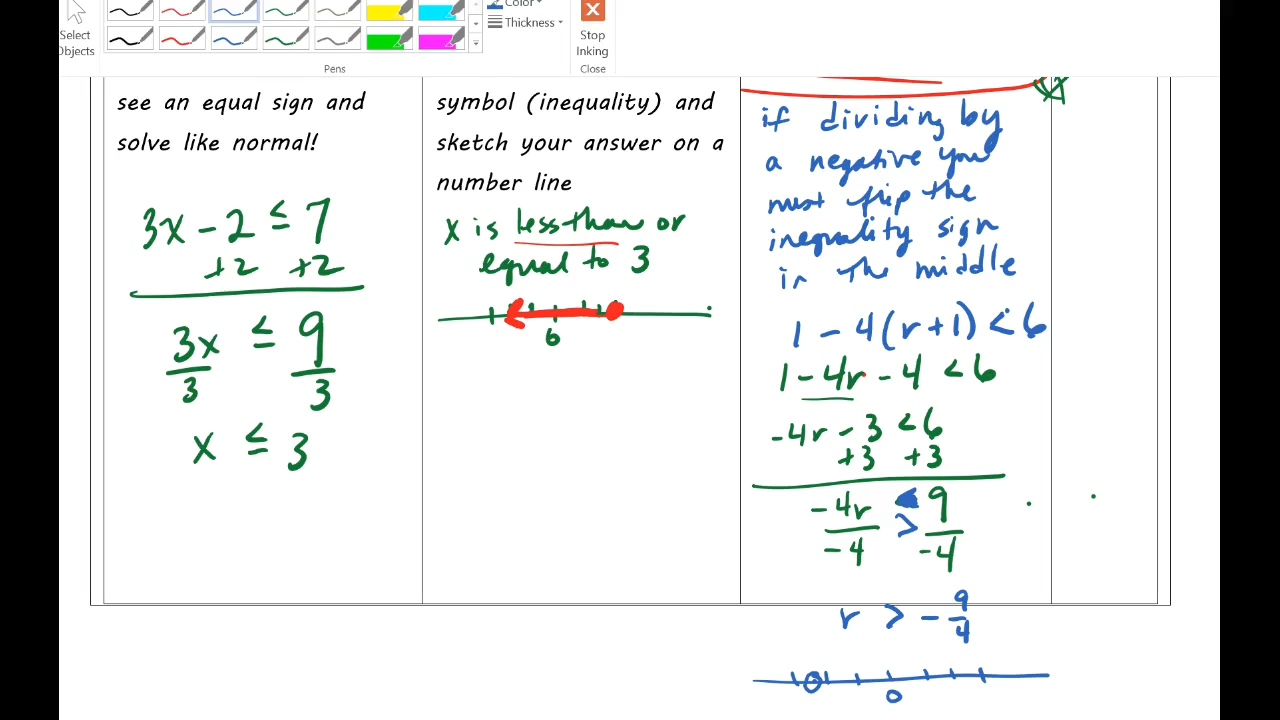 Select
Objects
Color
Thickness
Stop
Inking
Pens
Close
see an equal sign and
solve like normal!
3x - 2 ≤ 7
+2 +2
3x ≤ 9
3 3
x ≤ 3
symbol (inequality) and
sketch your answer on a
number line
x is less than or
equal to 3
0
if dividing by
a negative you
must flip the
inequality sign
in the middle
1 - 4(r+1) < 6
1 - 4r - 4 < 6
-4r - 3 < 6
+3 +3
-4r < 9
>
-4 -4
r > - 9/4
0